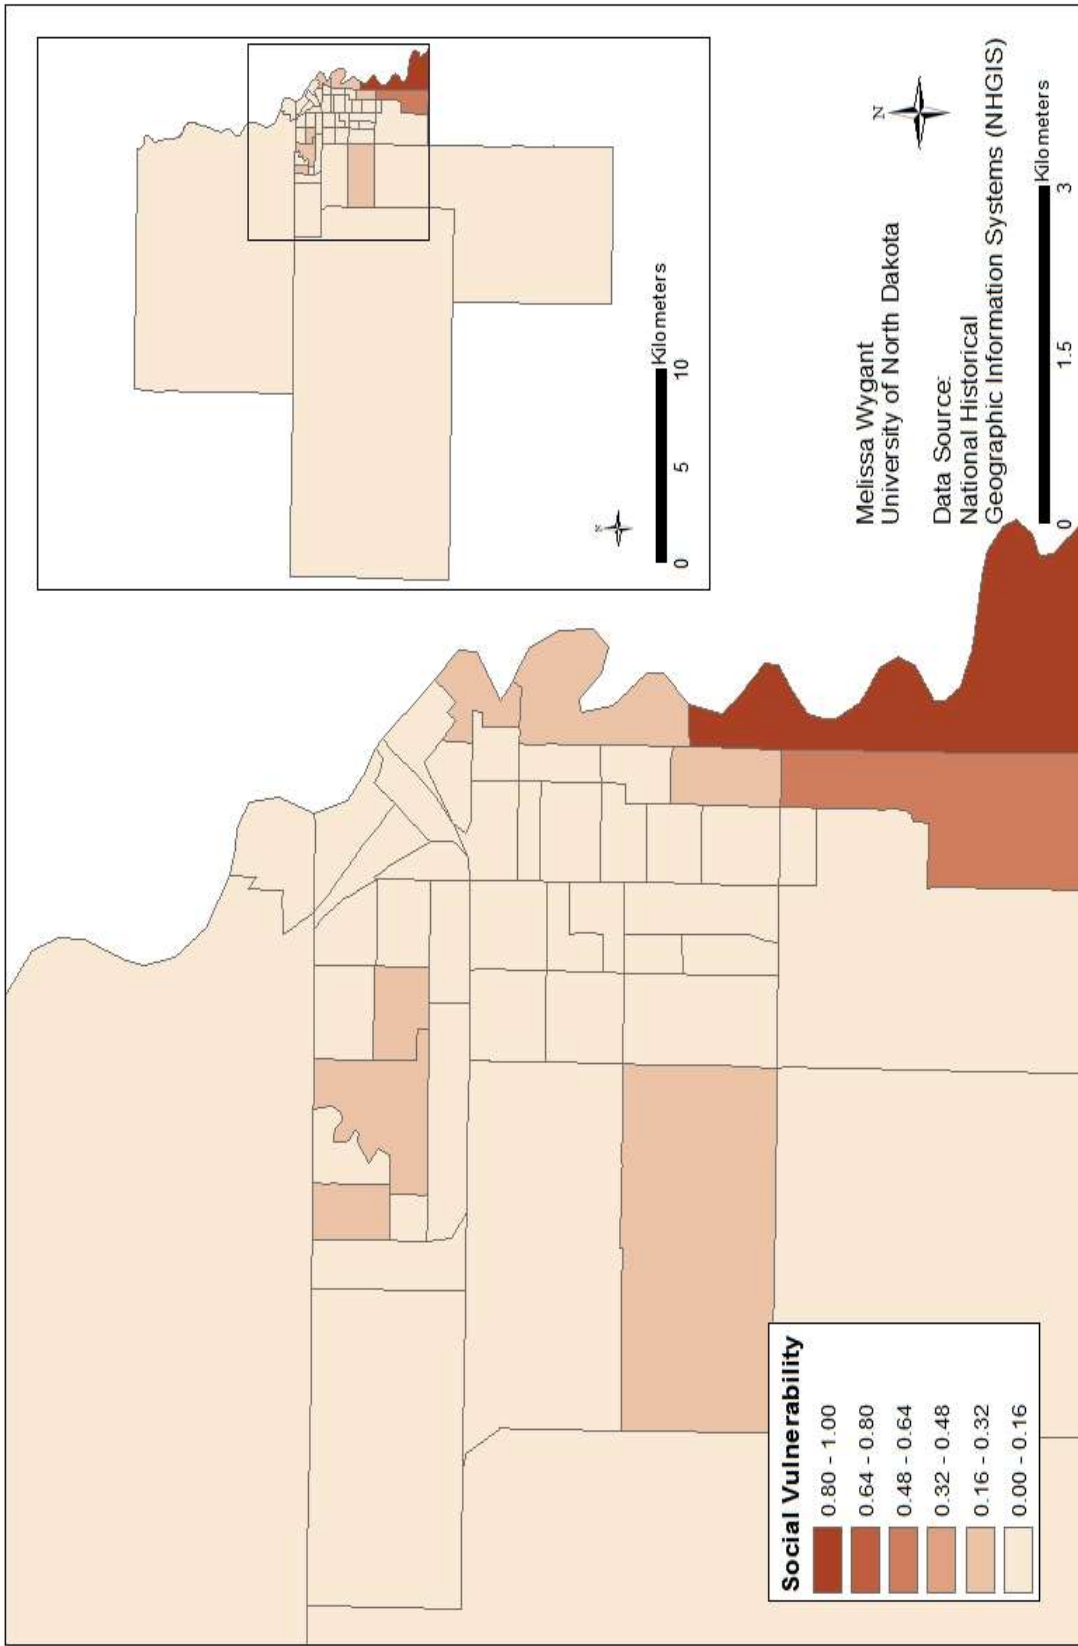 N
0 5 10 Kilometers
Melissa Wygant
University of North Dakota
Data Source:
National Historical
Geographic Information Systems (NHGIS)
N
0 1.5 3 Kilometers
Social Vulnerability
0.80 - 1.00
0.64 - 0.80
0.48 - 0.64
0.32 - 0.48
0.16 - 0.32
0.00 - 0.16